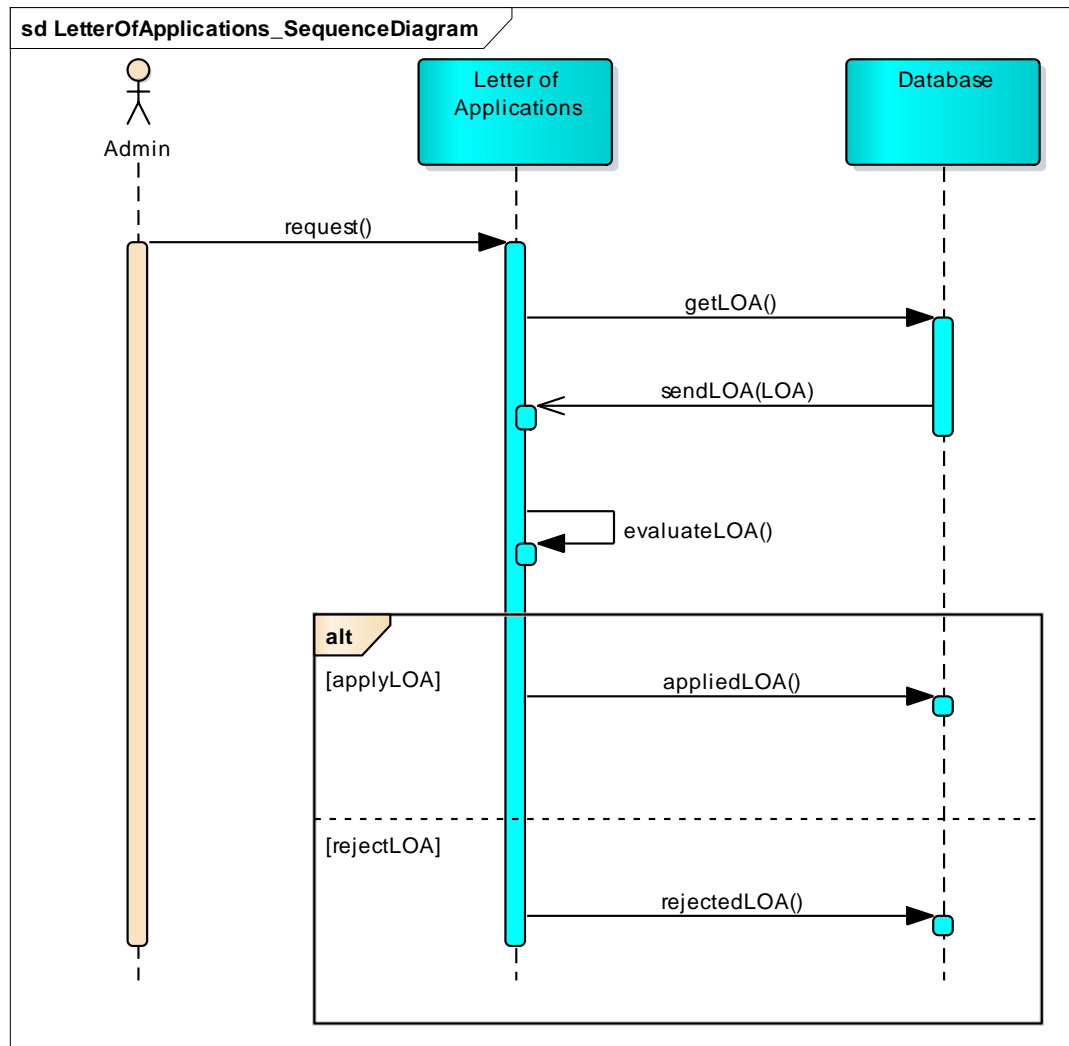 sd LetterOfApplications_SequenceDiagram
Admin
Letter of
Applications
Database
request()
getLOA()
sendLOA(LOA)
evaluateLOA()
alt
[applyLOA]
appliedLOA()
[rejectLOA]
rejectedLOA()